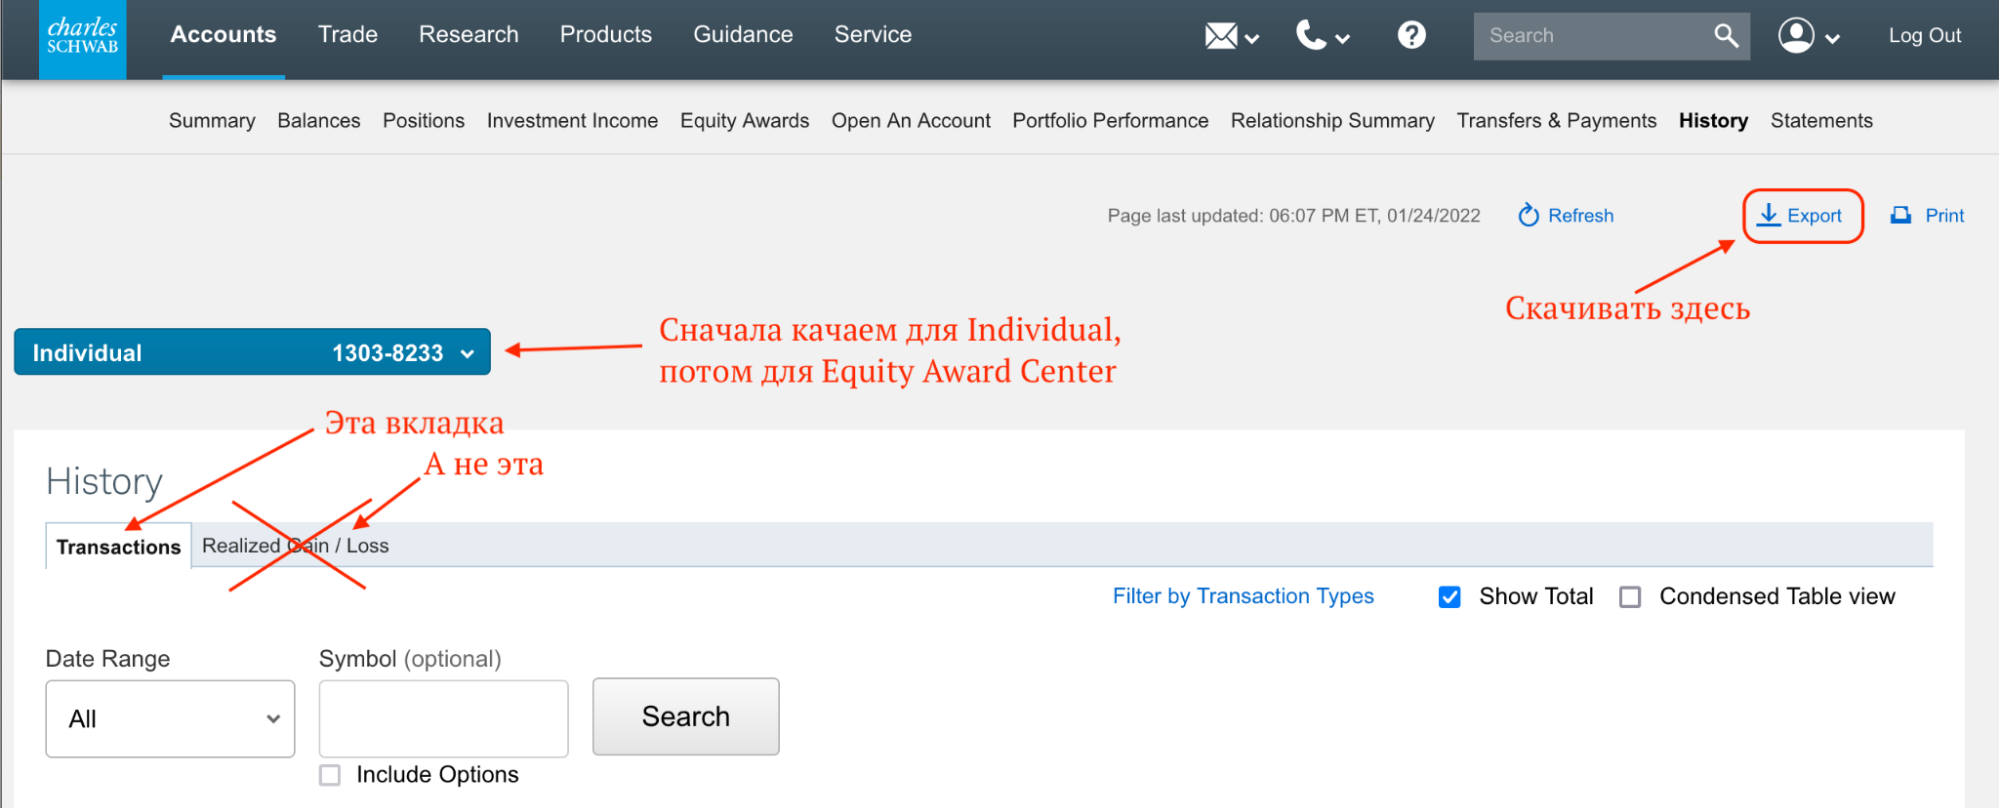 charles
SCHWAB
Accounts Trade Research Products Guidance Service Search Log Out
Summary Balances Positions Investment Income Equity Awards Open An Account Portfolio Performance Relationship Summary Transfers & Payments History Statements
Page last updated: 06:07 PM ET, 01/24/2022 Refresh Export Print
Скачивать здесь
Individual 1303-8233
Сначала качаем для Individual,
потом для Equity Award Center
Эта вкладка
А не эта
History
Transactions Realized Gain / Loss
Filter by Transaction Types Show Total Condensed Table view
Date Range Symbol (optional)
All Search
Include Options